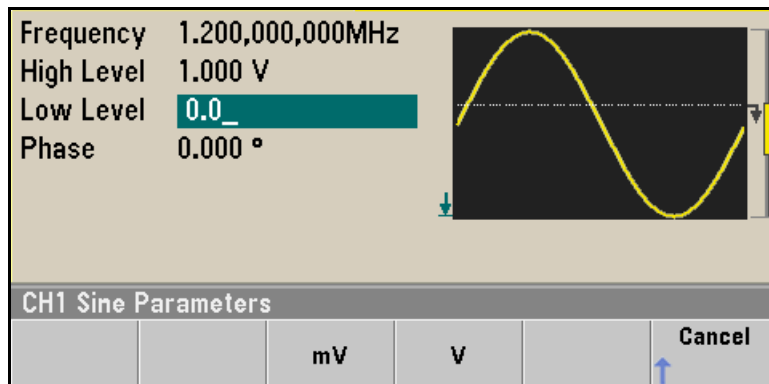 Frequency 1.200,000,000MHz
High Level 1.000 V
Low Level 0.0_
Phase 0.000 °
CH1 Sine Parameters
mV V Cancel